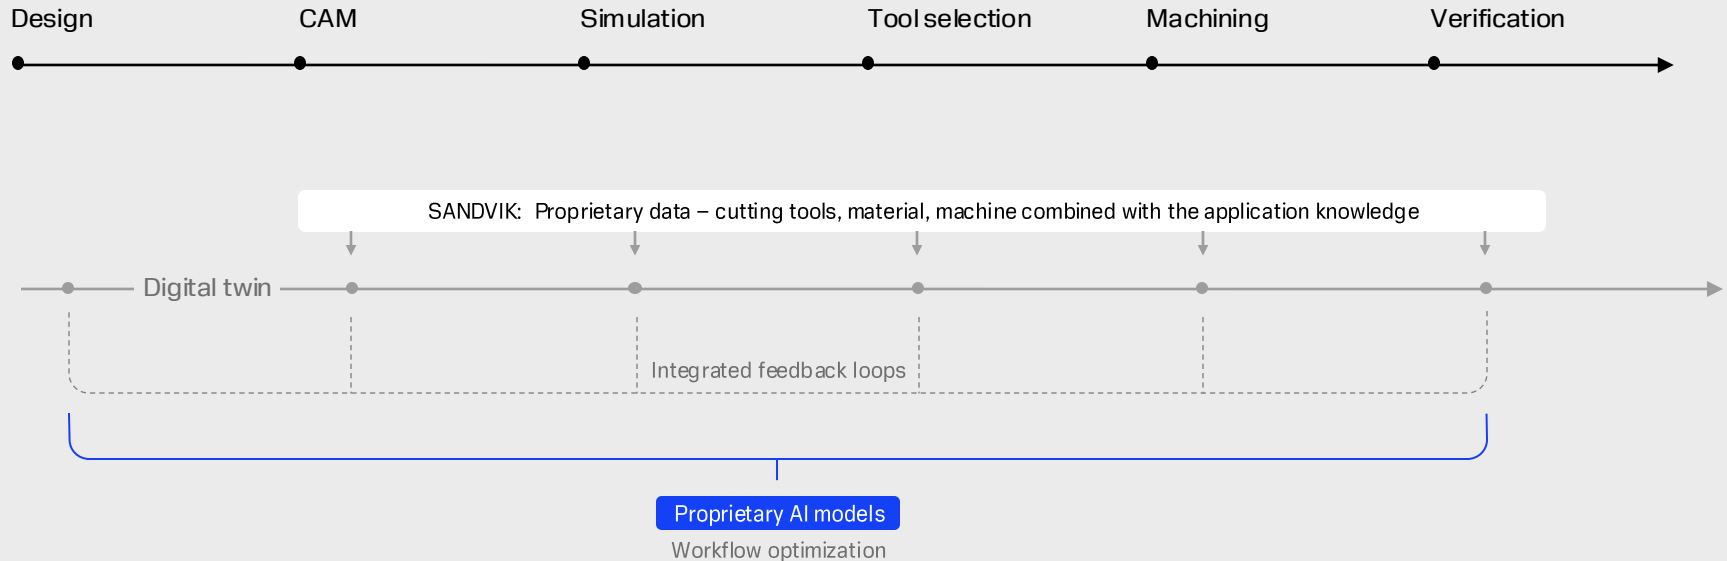 Design
CAM
Simulation
Tool selection
Machining
Verification
SANDVIK: Proprietary data – cutting tools, material, machine combined with the application knowledge
Digital twin
Integrated feedback loops
Proprietary AI models
Workflow optimization